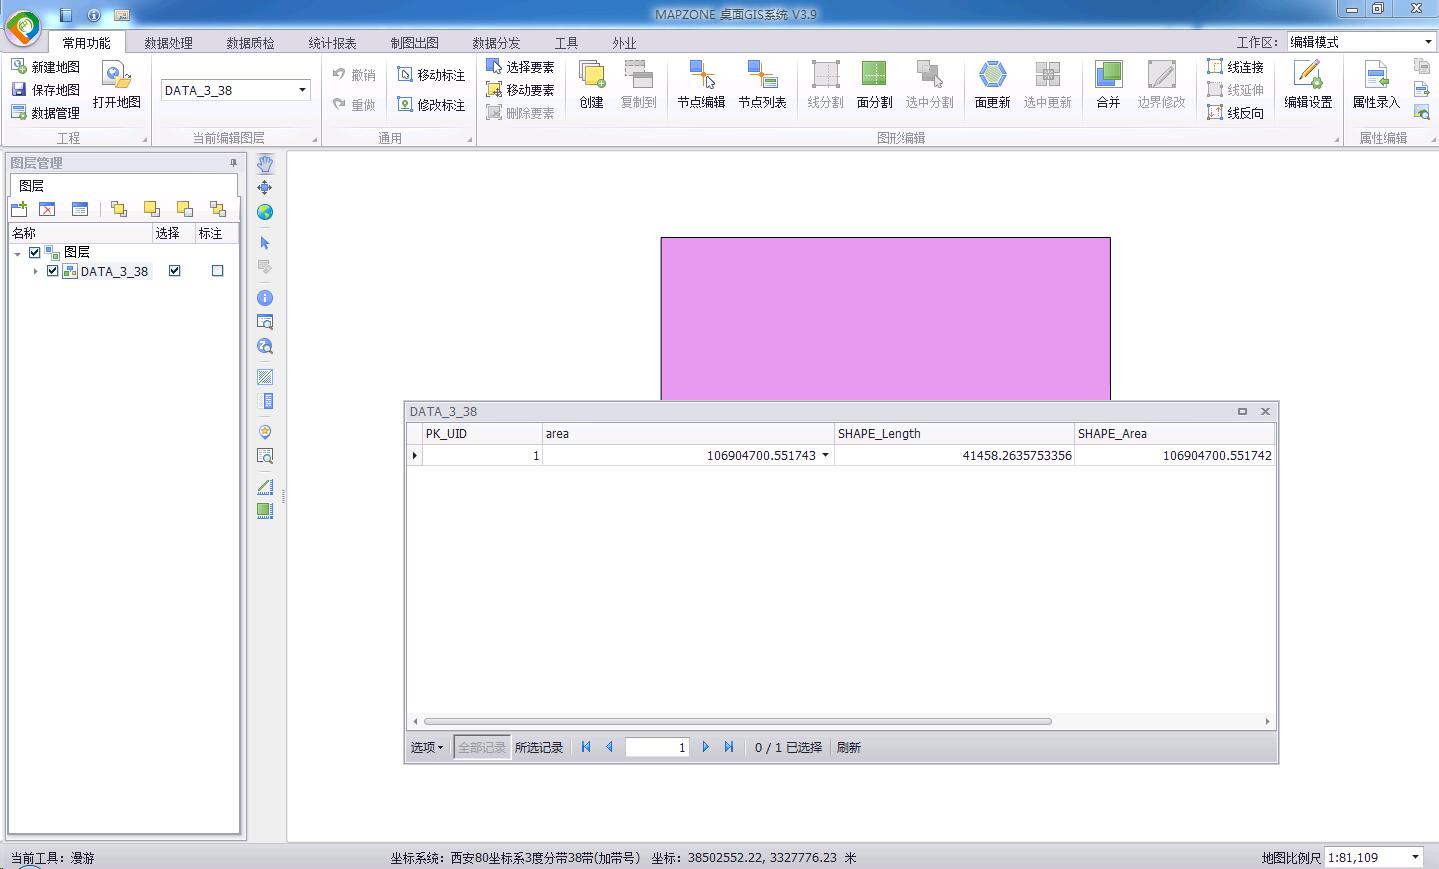 MAPZONE 桌面GIS系统 V3.9
常用功能 数据处理 数据质检 统计报表 制图出图 数据分发 工具 外业 工作区： 编辑模式
新建地图
保存地图
数据管理
打开地图
工程
DATA_3_38
当前编辑图层
撤销
重做
移动标注
修改标注
通用
选择要素
移动要素
删除要素
创建 复制到 节点编辑 节点列表 线分割 面分割 选中分割 面更新 选中更新 合并 边界修改
线连接
线延伸
线反向
编辑设置
图形编辑
属性录入
属性编辑
图层管理
图层
名称 选择 标注
图层
DATA_3_38
DATA_3_38
PK_UID area SHAPE_Length SHAPE_Area
1 106904700.551743 41458.2635753356 106904700.551742
选项 全部记录 所选记录 1 0 / 1 已选择 刷新
当前工具：漫游 坐标系统：西安80坐标系3度分带38带(加带号) 坐标：38502552.22, 3327776.23 米 地图比例尺 1:81,109